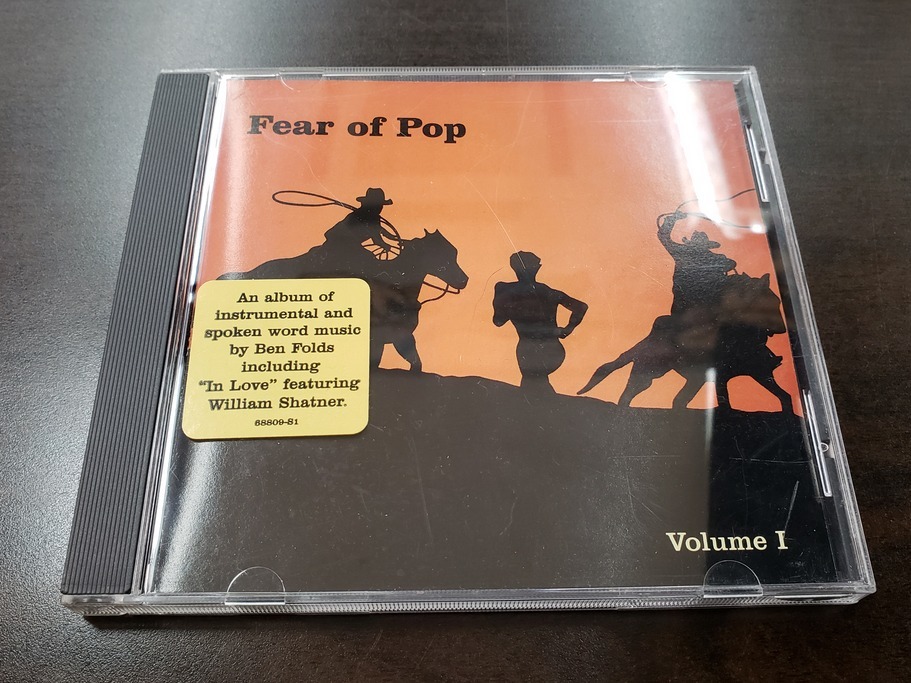 Fear of Pop
An album of
instrumental and
spoken word music
by Ben Folds
including
"In Love" featuring
William Shatner.
68809-S1
Volume I